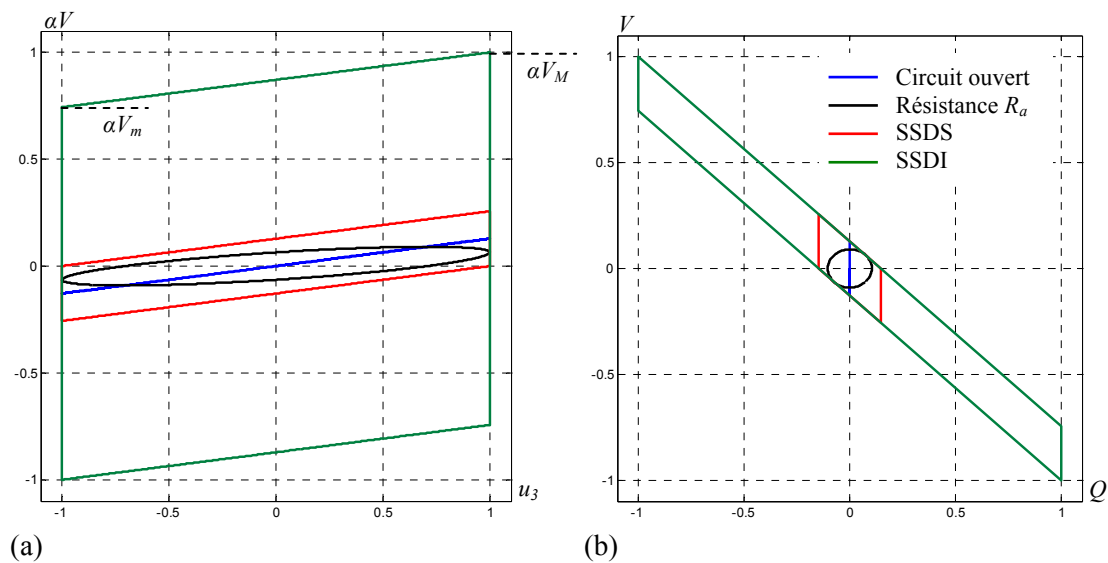 αV
1
αV_M
αV_m
0.5
0
-0.5
-1
-1
-0.5
0
0.5
1
u_3
(a)
V
1
Circuit ouvert
Résistance R_a
SSDS
SSDI
0.5
0
-0.5
-1
-1
-0.5
0
0.5
1
Q
(b)